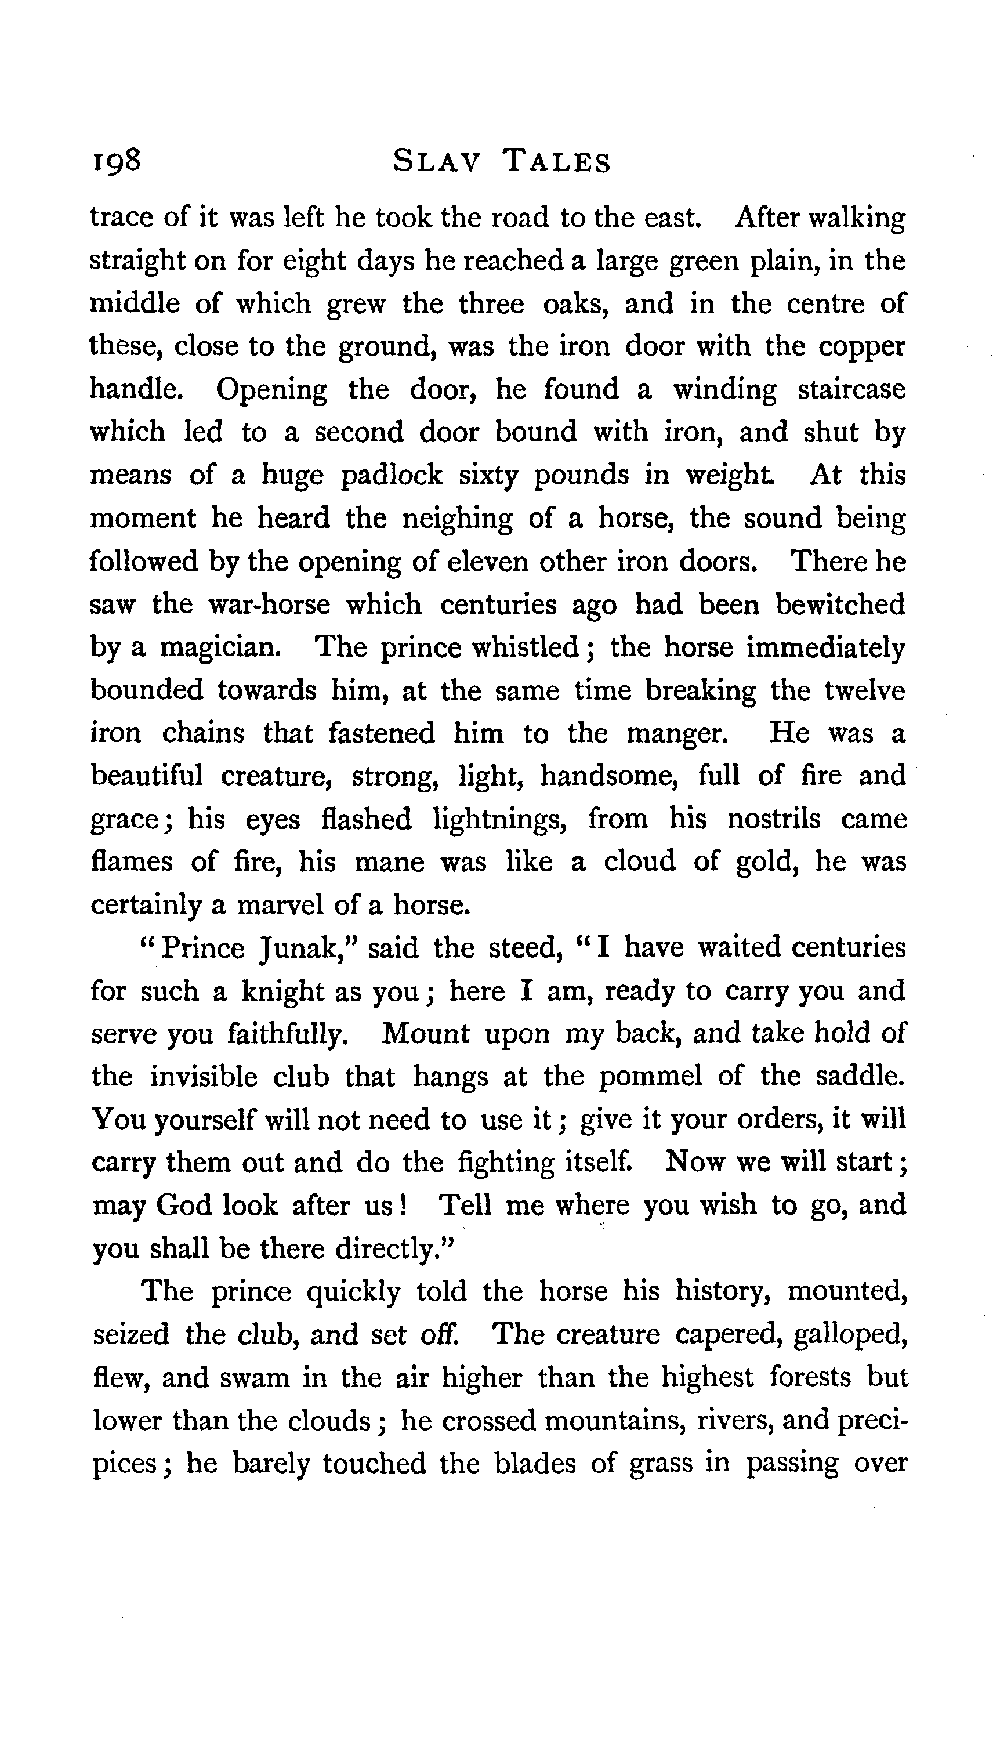 198 SLAV TALES
trace of it was left he took the road to the east. After walking
straight on for eight days he reached a large green plain, in the
middle of which grew the three oaks, and in the centre of
these, close to the ground, was the iron door with the copper
handle. Opening the door, he found a winding staircase
which led to a second door bound with iron, and shut by
means of a huge padlock sixty pounds in weight. At this
moment he heard the neighing of a horse, the sound being
followed by the opening of eleven other iron doors. There he
saw the war-horse which centuries ago had been bewitched
by a magician. The prince whistled; the horse immediately
bounded towards him, at the same time breaking the twelve
iron chains that fastened him to the manger. He was a
beautiful creature, strong, light, handsome, full of fire and
grace; his eyes flashed lightnings, from his nostrils came
flames of fire, his mane was like a cloud of gold, he was
certainly a marvel of a horse.
“Prince Junak,” said the steed, “I have waited centuries
for such a knight as you; here I am, ready to carry you and
serve you faithfully. Mount upon my back, and take hold of
the invisible club that hangs at the pommel of the saddle.
You yourself will not need to use it; give it your orders, it will
carry them out and do the fighting itself. Now we will start;
may God look after us! Tell me where you wish to go, and
you shall be there directly.”
The prince quickly told the horse his history, mounted,
seized the club, and set off. The creature capered, galloped,
flew, and swam in the air higher than the highest forests but
lower than the clouds; he crossed mountains, rivers, and preci-
pices; he barely touched the blades of grass in passing over